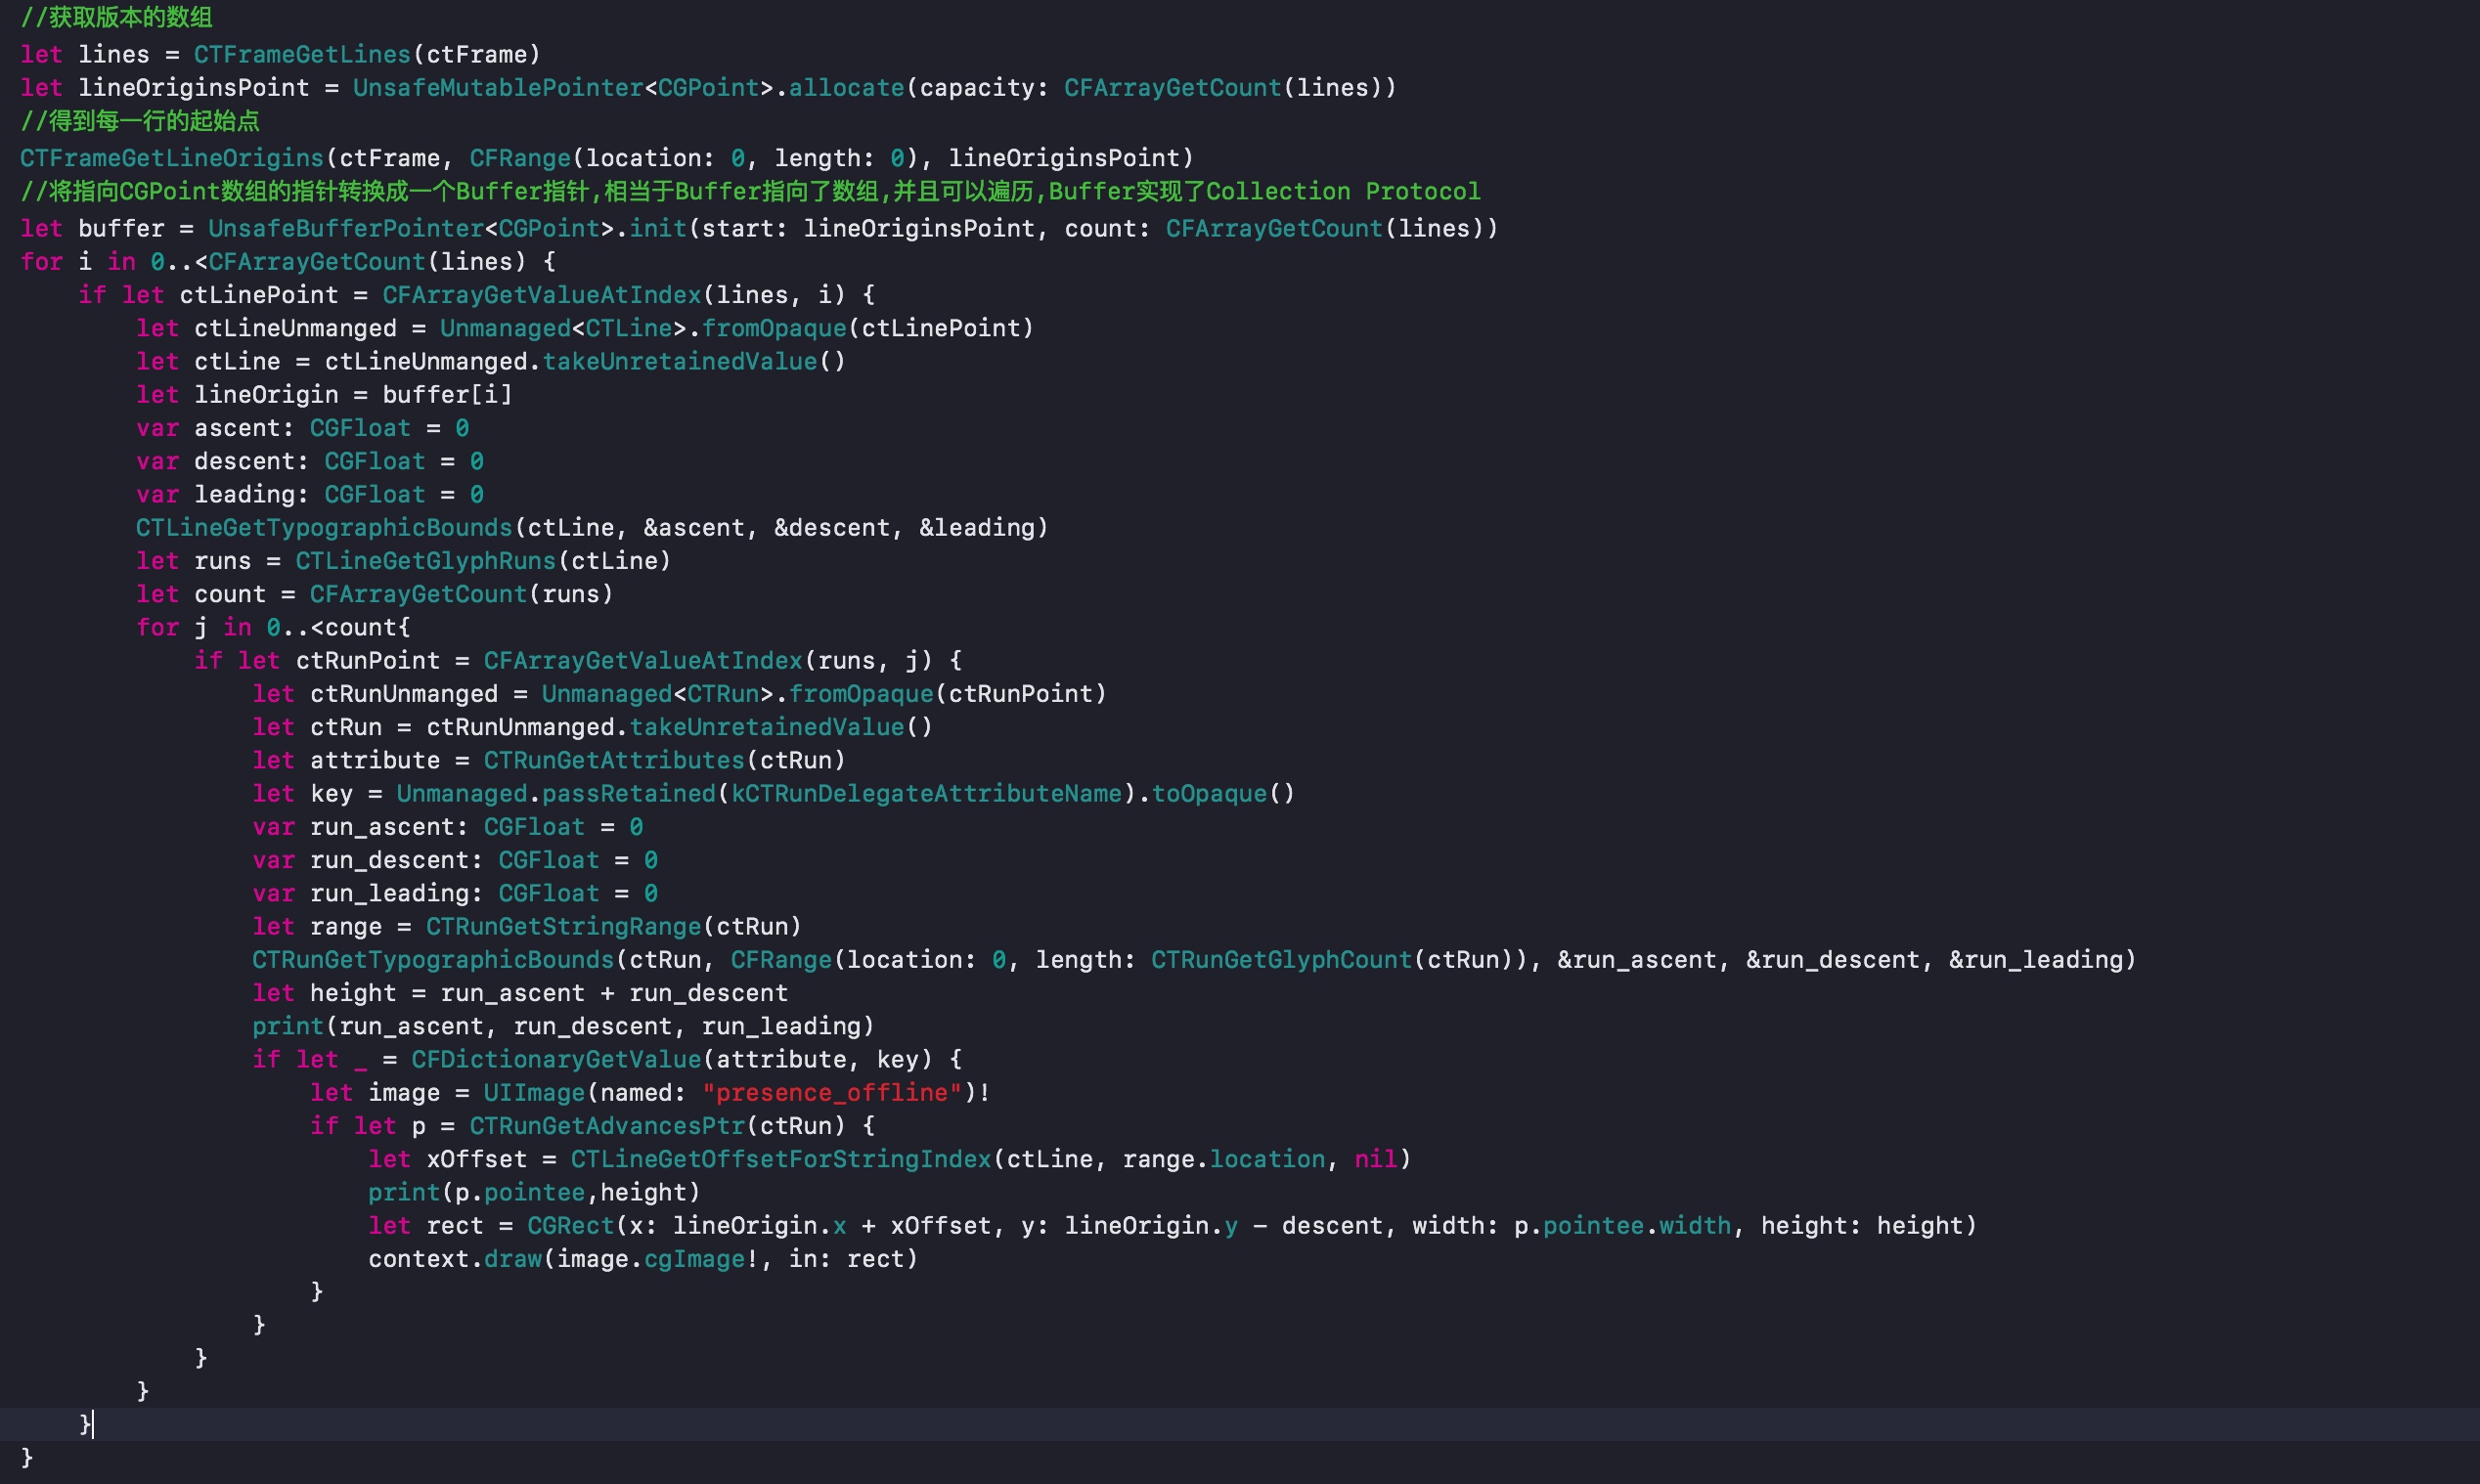 //获取版本的数组
let lines = CTFrameGetLines(ctFrame)
let lineOriginsPoint = UnsafeMutablePointer<CGPoint>.allocate(capacity: CFArrayGetCount(lines))
//得到每一行的起始点
CTFrameGetLineOrigins(ctFrame, CFRange(location: 0, length: 0), lineOriginsPoint)
//将指向CGPoint数组的指针转换成一个Buffer指针,相当于Buffer指向了数组,并且可以遍历,Buffer实现了Collection Protocol
let buffer = UnsafeBufferPointer<CGPoint>.init(start: lineOriginsPoint, count: CFArrayGetCount(lines))
for i in 0..<CFArrayGetCount(lines) {
    if let ctLinePoint = CFArrayGetValueAtIndex(lines, i) {
        let ctLineUnmanged = Unmanaged<CTLine>.fromOpaque(ctLinePoint)
        let ctLine = ctLineUnmanged.takeUnretainedValue()
        let lineOrigin = buffer[i]
        var ascent: CGFloat = 0
        var descent: CGFloat = 0
        var leading: CGFloat = 0
        CTLineGetTypographicBounds(ctLine, &ascent, &descent, &leading)
        let runs = CTLineGetGlyphRuns(ctLine)
        let count = CFArrayGetCount(runs)
        for j in 0..<count{
            if let ctRunPoint = CFArrayGetValueAtIndex(runs, j) {
                let ctRunUnmanged = Unmanaged<CTRun>.fromOpaque(ctRunPoint)
                let ctRun = ctRunUnmanged.takeUnretainedValue()
                let attribute = CTRunGetAttributes(ctRun)
                let key = Unmanaged.passRetained(kCTRunDelegateAttributeName).toOpaque()
                var run_ascent: CGFloat = 0
                var run_descent: CGFloat = 0
                var run_leading: CGFloat = 0
                let range = CTRunGetStringRange(ctRun)
                CTRunGetTypographicBounds(ctRun, CFRange(location: 0, length: CTRunGetGlyphCount(ctRun)), &run_ascent, &run_descent, &run_leading)
                let height = run_ascent + run_descent
                print(run_ascent, run_descent, run_leading)
                if let _ = CFDictionaryGetValue(attribute, key) {
                    let image = UIImage(named: "presence_offline")!
                    if let p = CTRunGetAdvancesPtr(ctRun) {
                        let xOffset = CTLineGetOffsetForStringIndex(ctLine, range.location, nil)
                        print(p.pointee,height)
                        let rect = CGRect(x: lineOrigin.x + xOffset, y: lineOrigin.y - descent, width: p.pointee.width, height: height)
                        context.draw(image.cgImage!, in: rect)
                    }
                }
            }
        }
    }
}